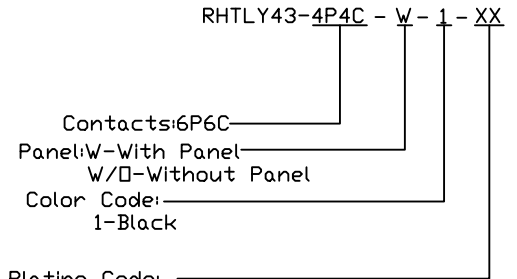 RHTLY43-4P4C - W - 1 - XX
Contacts:6P6C
Panel:W-With Panel
W/O-Without Panel
Color Code:
1-Black
Plating Code: